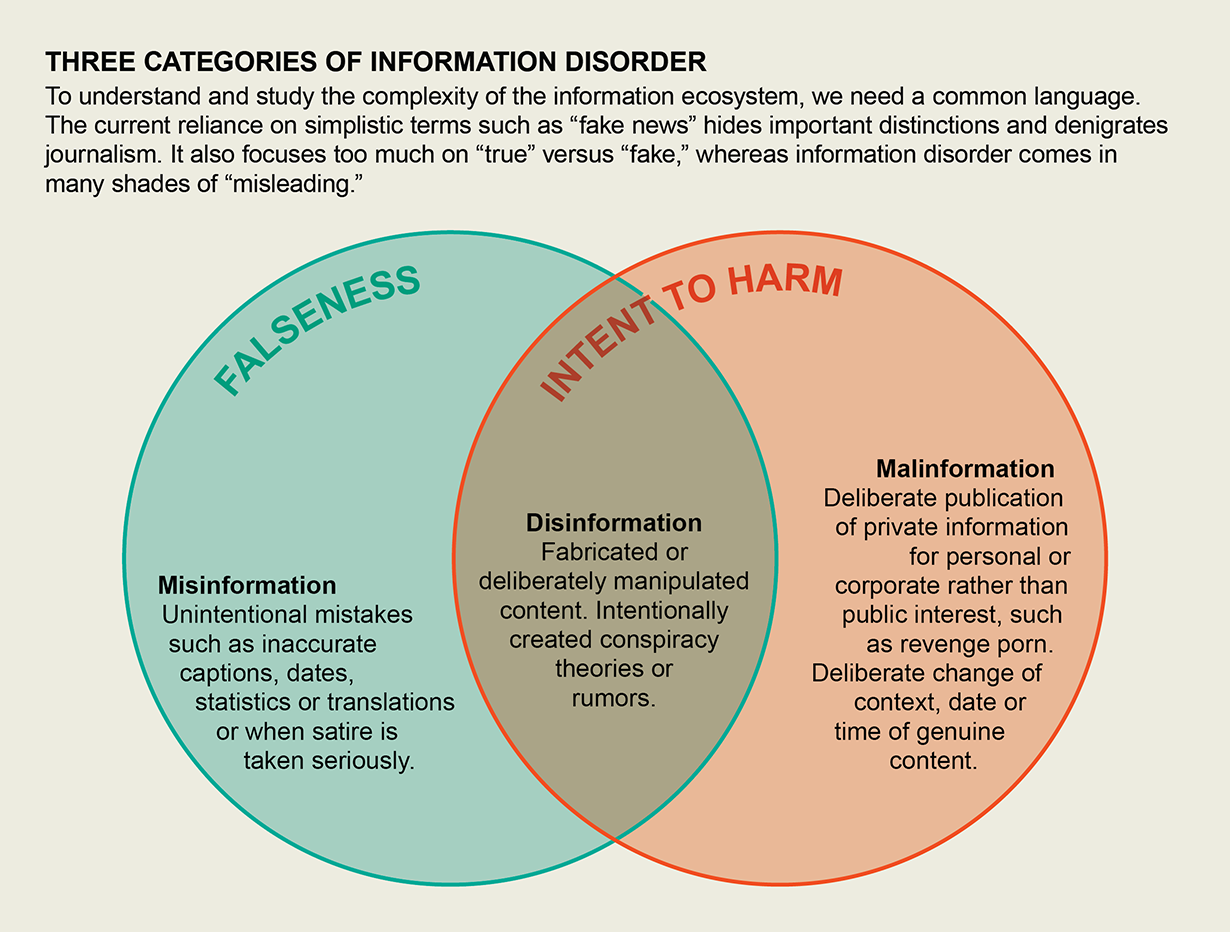 THREE CATEGORIES OF INFORMATION DISORDER
To understand and study the complexity of the information ecosystem, we need a common language.
The current reliance on simplistic terms such as “fake news” hides important distinctions and denigrates
journalism. It also focuses too much on “true” versus “fake,” whereas information disorder comes in
many shades of “misleading.”
FALSENESS
INTENT TO HARM
Misinformation
Unintentional mistakes
such as inaccurate
captions, dates,
statistics or translations
or when satire is
taken seriously.
Disinformation
Fabricated or
deliberately manipulated
content. Intentionally
created conspiracy
theories or
rumors.
Malinformation
Deliberate publication
of private information
for personal or
corporate rather than
public interest, such
as revenge porn.
Deliberate change of
context, date or
time of genuine
content.